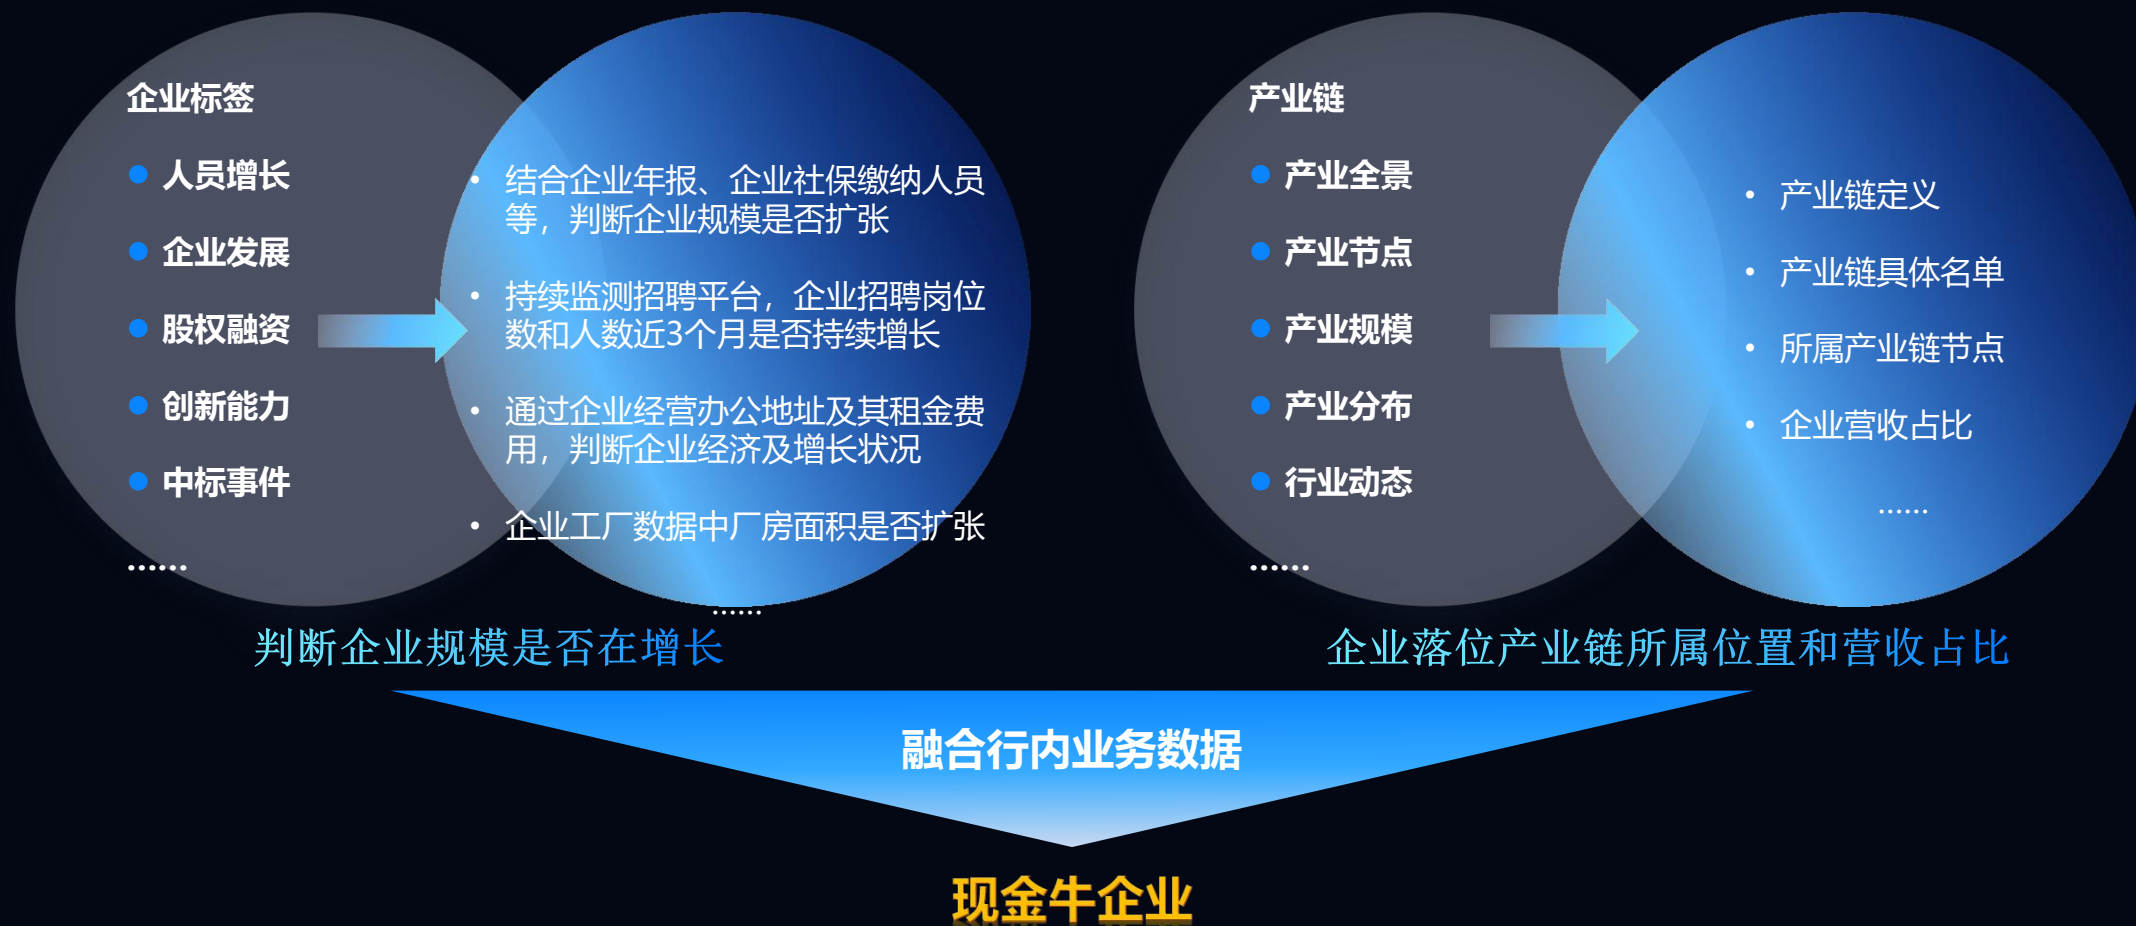 企业标签
人员增长
企业发展
股权融资
创新能力
中标事件
......
• 结合企业年报、企业社保缴纳人员
等，判断企业规模是否扩张
• 持续监测招聘平台，企业招聘岗位
数和人数近3个月是否持续增长
• 通过企业经营办公地址及其租金费
用，判断企业经济及增长状况
• 企业工厂数据中厂房面积是否扩张
......
判断企业规模是否在增长
产业链
产业全景
产业节点
产业规模
产业分布
行业动态
......
• 产业链定义
• 产业链具体名单
• 所属产业链节点
• 企业营收占比
......
企业落位产业链所属位置和营收占比
融合行内业务数据
现金牛企业